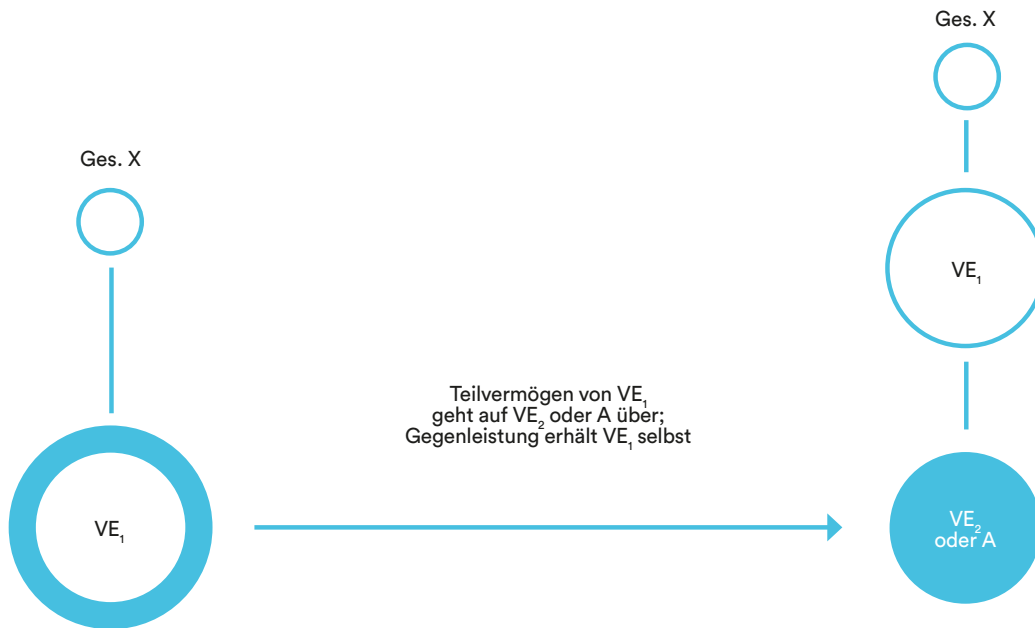 Ges. X
VE₁
Teilvermögen von VE₁
geht auf VE₂ oder A über;
Gegenleistung erhält VE₁ selbst
Ges. X
VE₁
VE₂
oder A